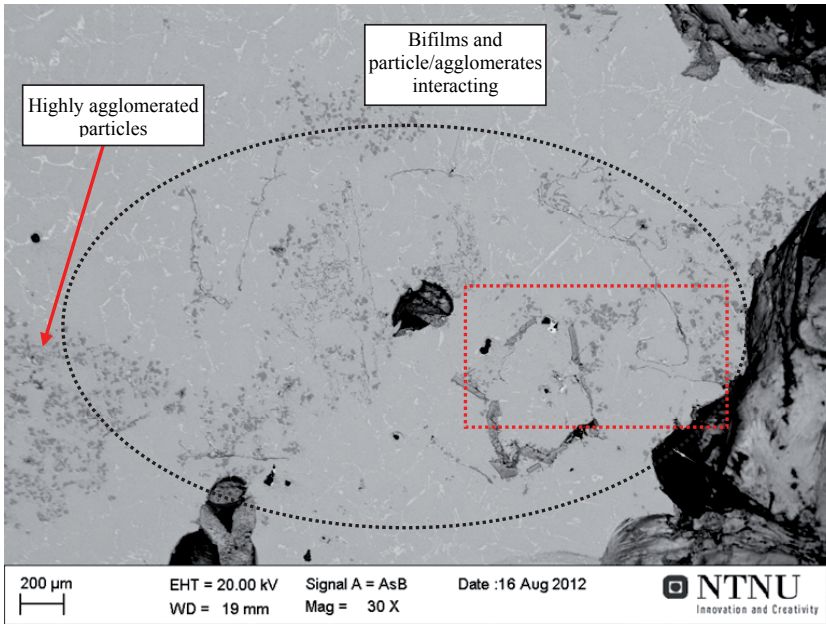 Bifilms and
particle/agglomerates
interacting
Highly agglomerated
particles
200 µm
EHT = 20.00 kV
Signal A = AsB
Date :16 Aug 2012
WD = 19 mm
Mag = 30 X
NTNU
Innovation and Creativity